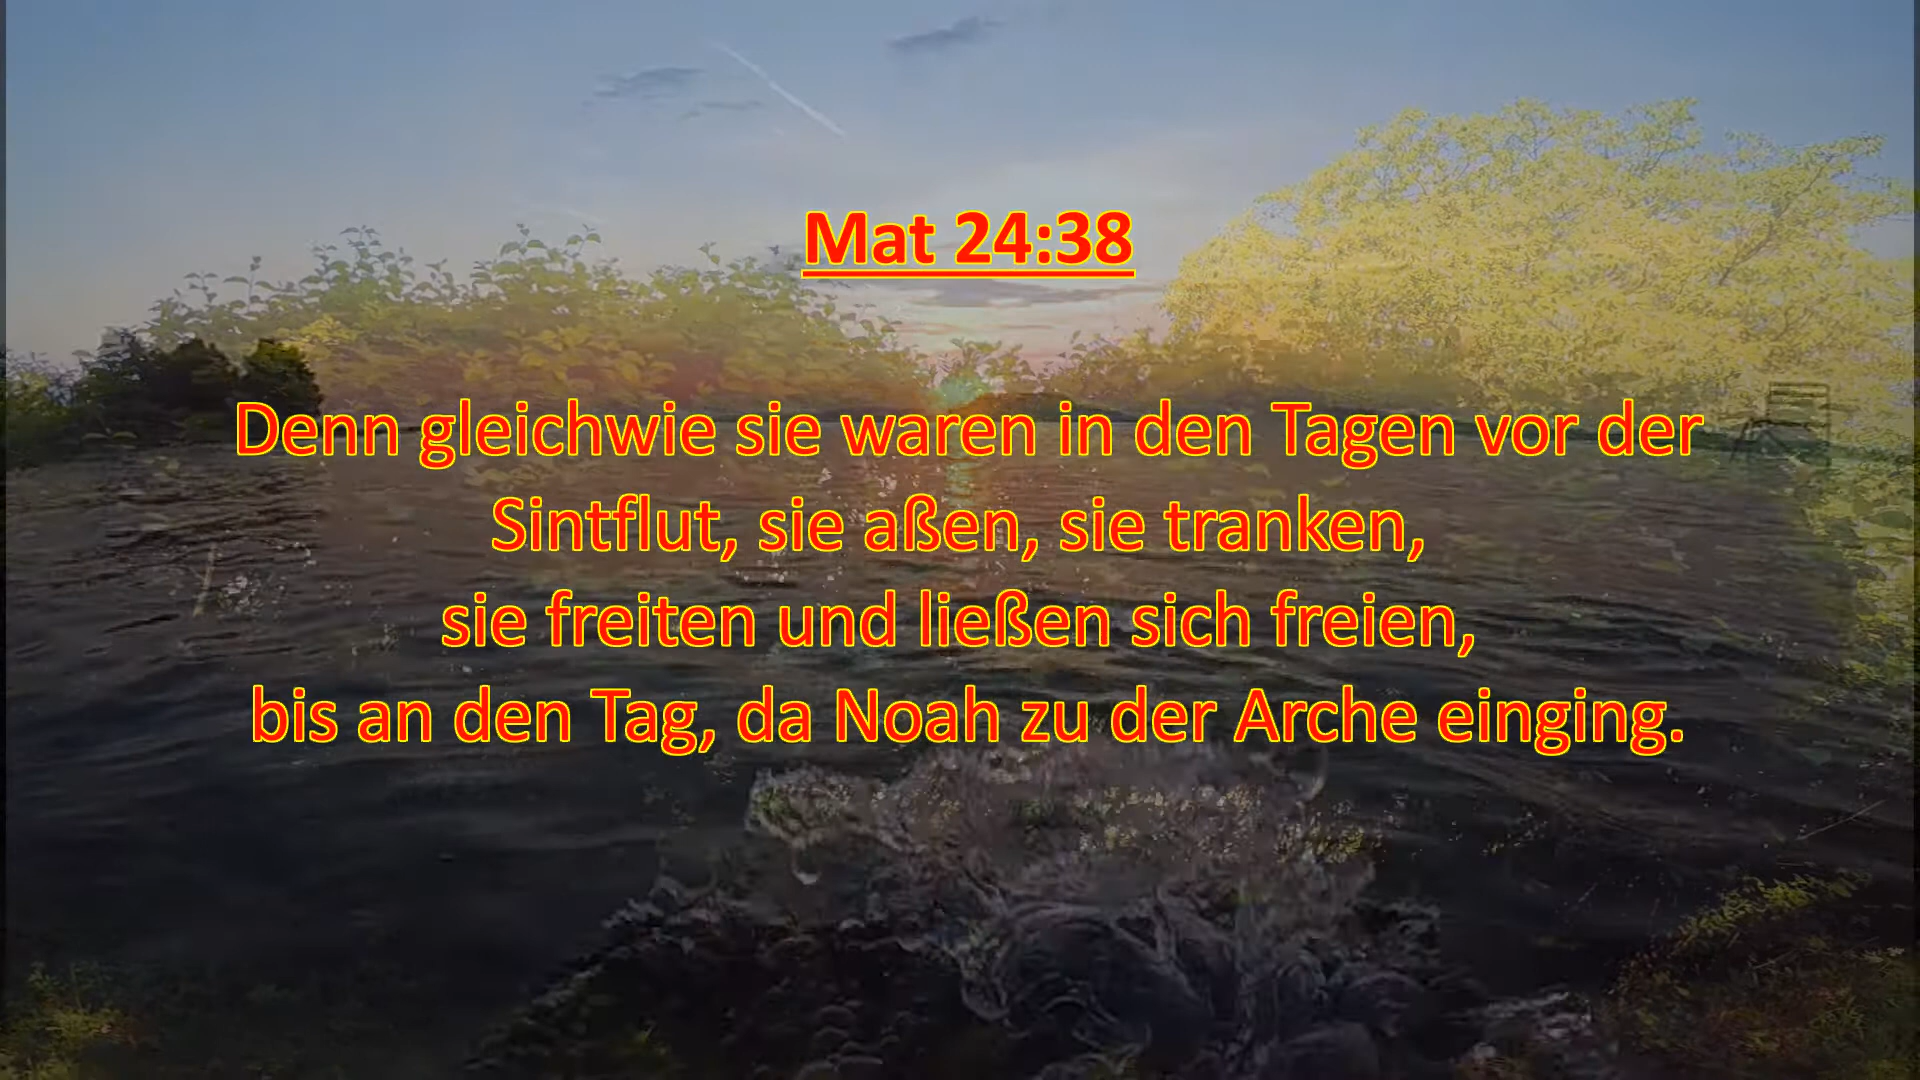 Mat 24:38
Denn gleichwie sie waren in den Tagen vor der
Sintflut, sie aßen, sie tranken,
sie freiten und ließen sich freien,
bis an den Tag, da Noah zu der Arche einging.